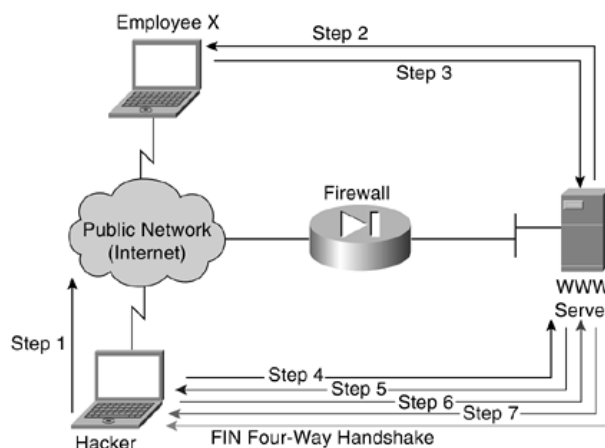 Employee X
Step 2
Step 3
Firewall
Public Network
(Internet)
WWW
Serve
Step 1
Step 4
Step 5
Step 6
Step 7
FIN Four-Way Handshake
Hacker